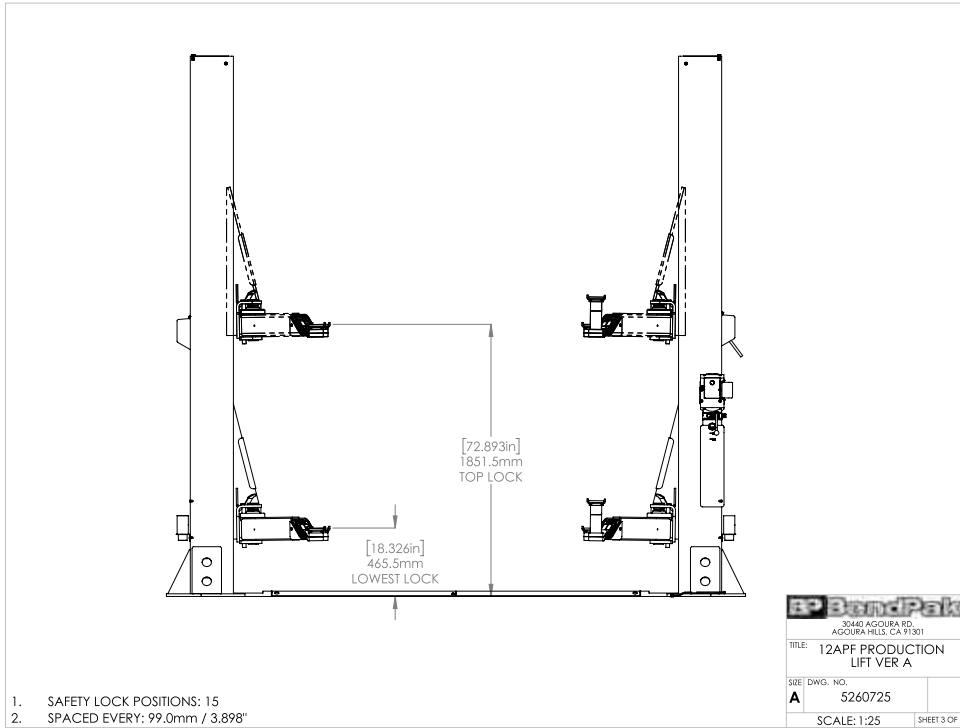 [72.893in]
1851.5mm
TOP LOCK
[18.326in]
465.5mm
LOWEST LOCK
BP BendPak
30440 AGOURA RD.
AGOURA HILLS, CA 91301
TITLE:
12APF PRODUCTION
LIFT VER A
SIZE
DWG. NO.
A
5260725
SCALE: 1:25
SHEET 3 OF
1. SAFETY LOCK POSITIONS: 15
2. SPACED EVERY: 99.0mm / 3.898"